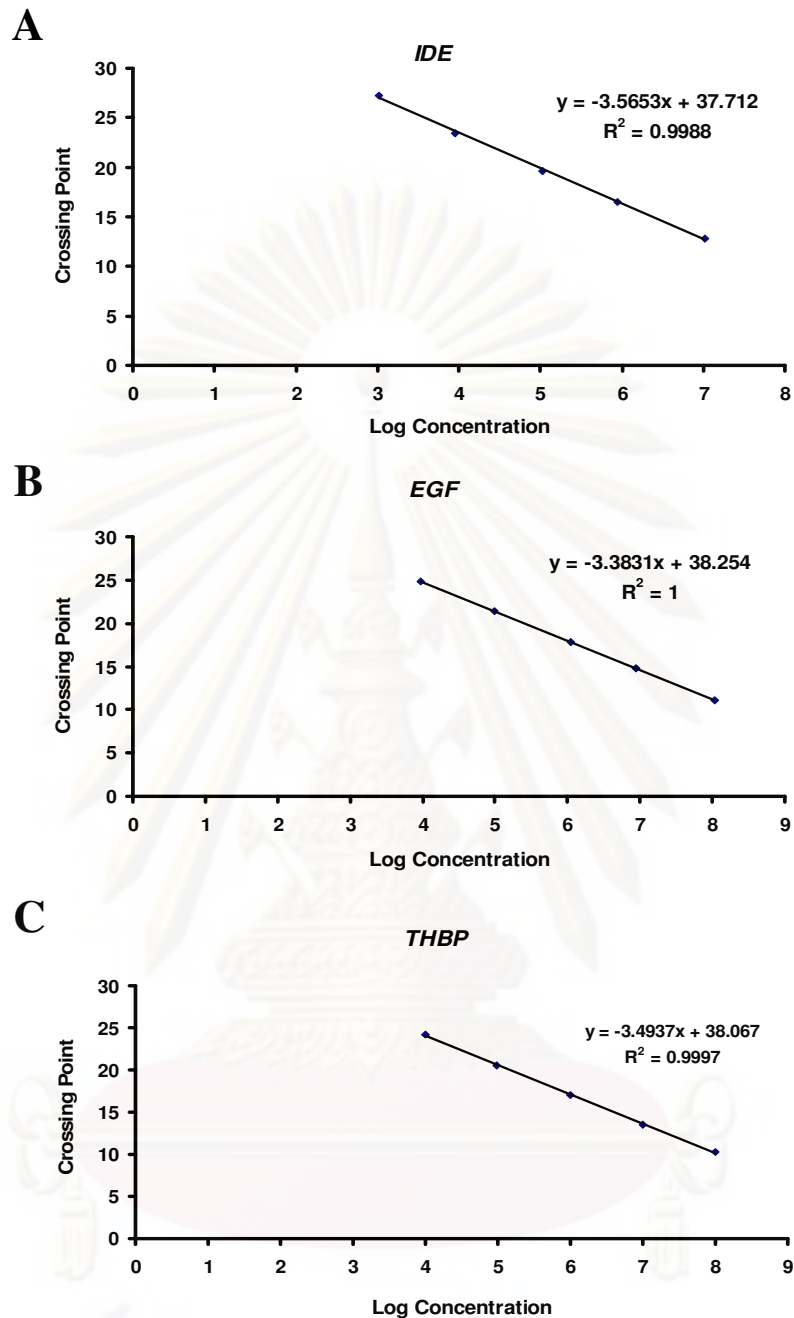 A
IDE
30
25
20
15
10
5
0
Crossing Point
y = -3.5653x + 37.712
R² = 0.9988
0 1 2 3 4 5 6 7 8
Log Concentration
B
EGF
30
25
20
15
10
5
0
Crossing Point
y = -3.3831x + 38.254
R² = 1
0 1 2 3 4 5 6 7 8 9
Log Concentration
C
THBP
30
25
20
15
10
5
0
Crossing Point
y = -3.4937x + 38.067
R² = 0.9997
0 1 2 3 4 5 6 7 8 9
Log Concentration